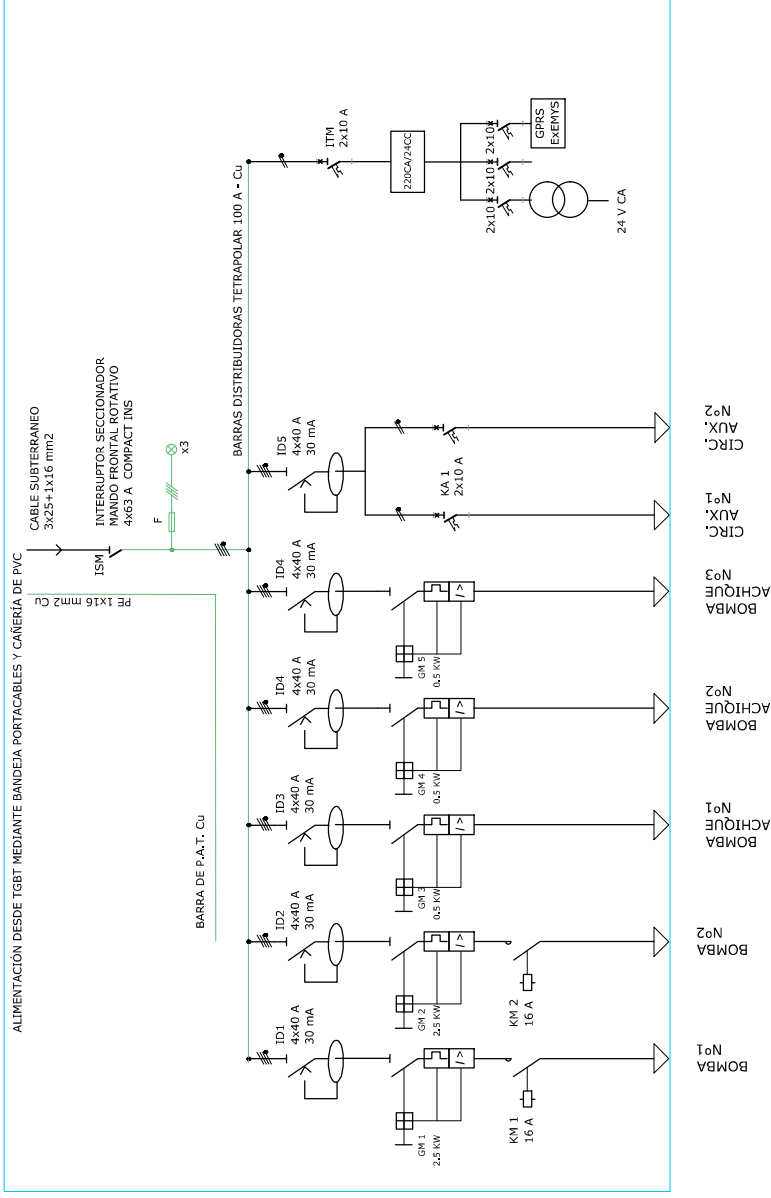 ALIMENTACIÓN DESDE TGBT MEDIANTE BANDEJA PORTACABLES Y CAÑERÍA DE PVC
CABLE SUBTERRANEO
3x25+1x16 mm2
PE 1x16 mm2 Cu
ISM
INTERRUPTOR SECCIONADOR
MANDO FRONTAL ROTATIVO
4x63 A  COMPACT INS
F
x3
BARRA DE P.A.T. Cu
BARRAS DISTRIBUIDORAS TETRAPOLAR 100 A - Cu
ID1
4x40 A
30 mA
ID2
4x40 A
30 mA
ID3
4x40 A
30 mA
ID4
4x40 A
30 mA
ID4
4x40 A
30 mA
ID5
4x40 A
30 mA
ITM
2x10 A
GM 1
2.5 KW
GM 2
2.5 KW
GM 3
0.5 KW
GM 4
0.5 KW
GM 5
0.5 KW
I >
I >
I >
I >
I >
KA 1
2x10 A
220CA/24CC
2x10
2x10
2x10
GPRS
ExEMYS
24 V CA
KM 1
16 A
KM 2
16 A
BOMBA
Nº1
BOMBA
Nº2
BOMBA
ACHIQUE
Nº1
BOMBA
ACHIQUE
Nº2
BOMBA
ACHIQUE
Nº3
CIRC.
AUX.
Nº1
CIRC.
AUX.
Nº2